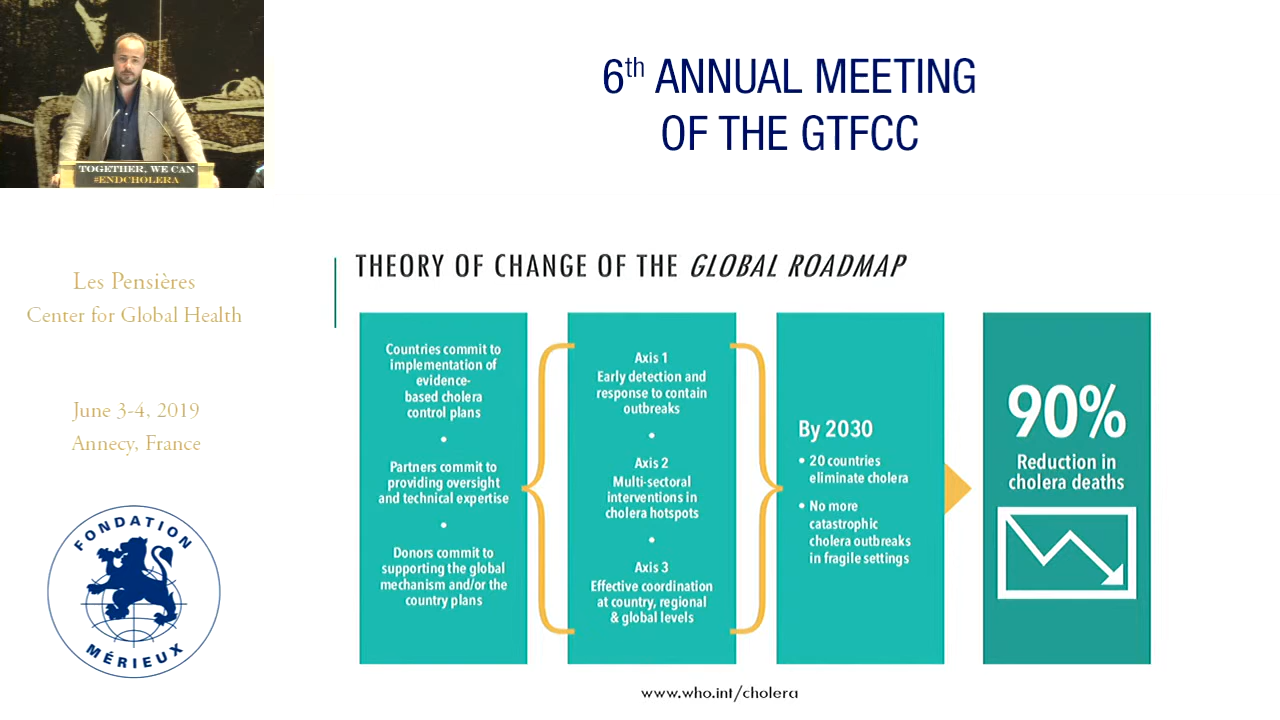 TOGETHER, WE CAN
#ENDCHOLERA
6th ANNUAL MEETING
OF THE GTFCC
Les Pensières
Center for Global Health
June 3-4, 2019
Annecy, France
FONDATION
MÉRIEUX
THEORY OF CHANGE OF THE GLOBAL ROADMAP
Countries commit to
implementation of
evidence-
based cholera
control plans
•
Partners commit to
providing oversight
and technical expertise
•
Donors commit to
supporting the global
mechanism and/or the
country plans
Axis 1
Early detection and
response to contain
outbreaks
•
Axis 2
Multi-sectoral
interventions in
cholera hotspots
•
Axis 3
Effective coordination
at country, regional
& global levels
By 2030
• 20 countries
eliminate cholera
• No more
catastrophic
cholera outbreaks
in fragile settings
90%
Reduction in
cholera deaths
www.who.int/cholera